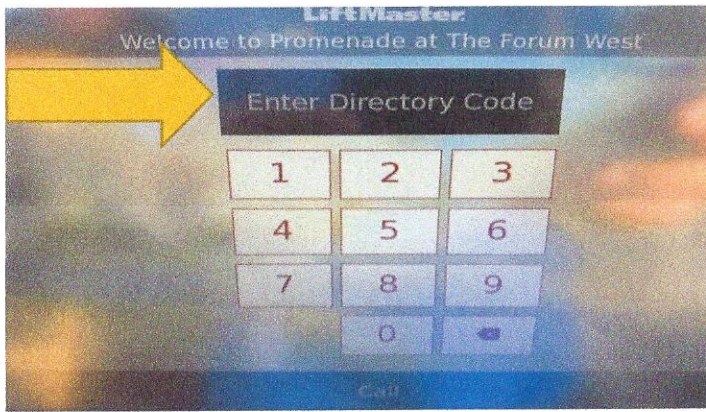 LiftMaster
Welcome to Promenade at The Forum West
Enter Directory Code
1 2 3
4 5 6
7 8 9
0
Call